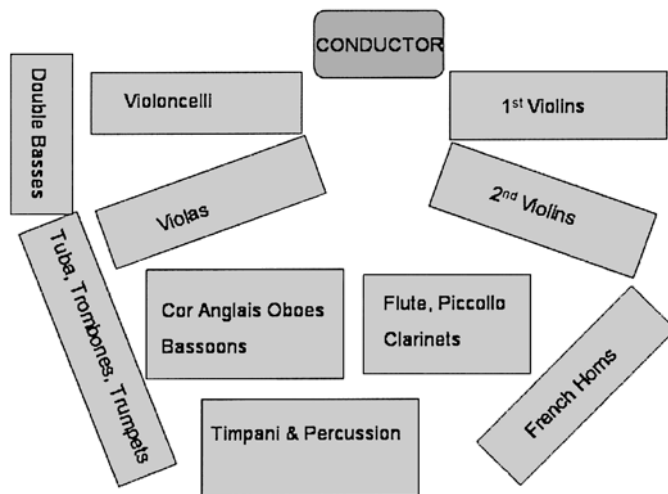 CONDUCTOR
Double Basses
Violoncelli
1st Violins
Violas
2nd Violins
Tuba, Trombones, Trumpets
Cor Anglais Oboes
Bassoons
Flute, Piccollo
Clarinets
French Horns
Timpani & Percussion